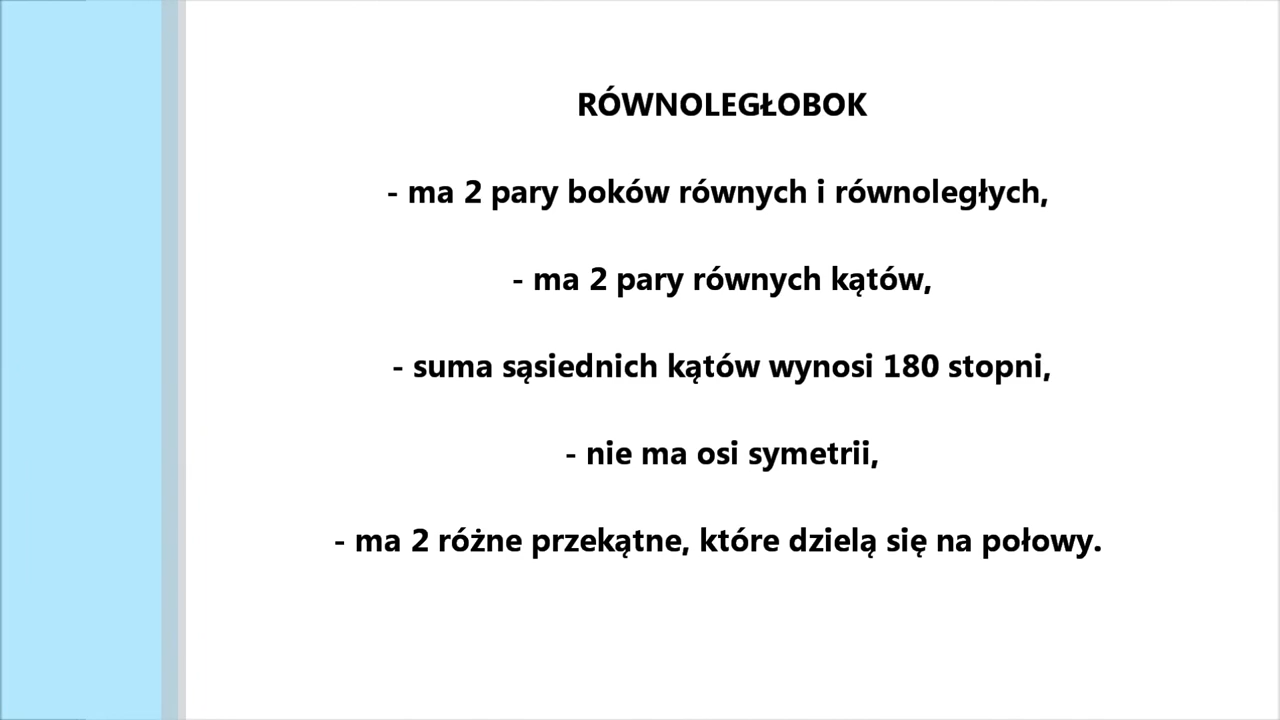 RÓWNOLEGŁOBOK
- ma 2 pary boków równych i równoległych,
- ma 2 pary równych kątów,
- suma sąsiednich kątów wynosi 180 stopni,
- nie ma osi symetrii,
- ma 2 różne przekątne, które dzielą się na połowy.